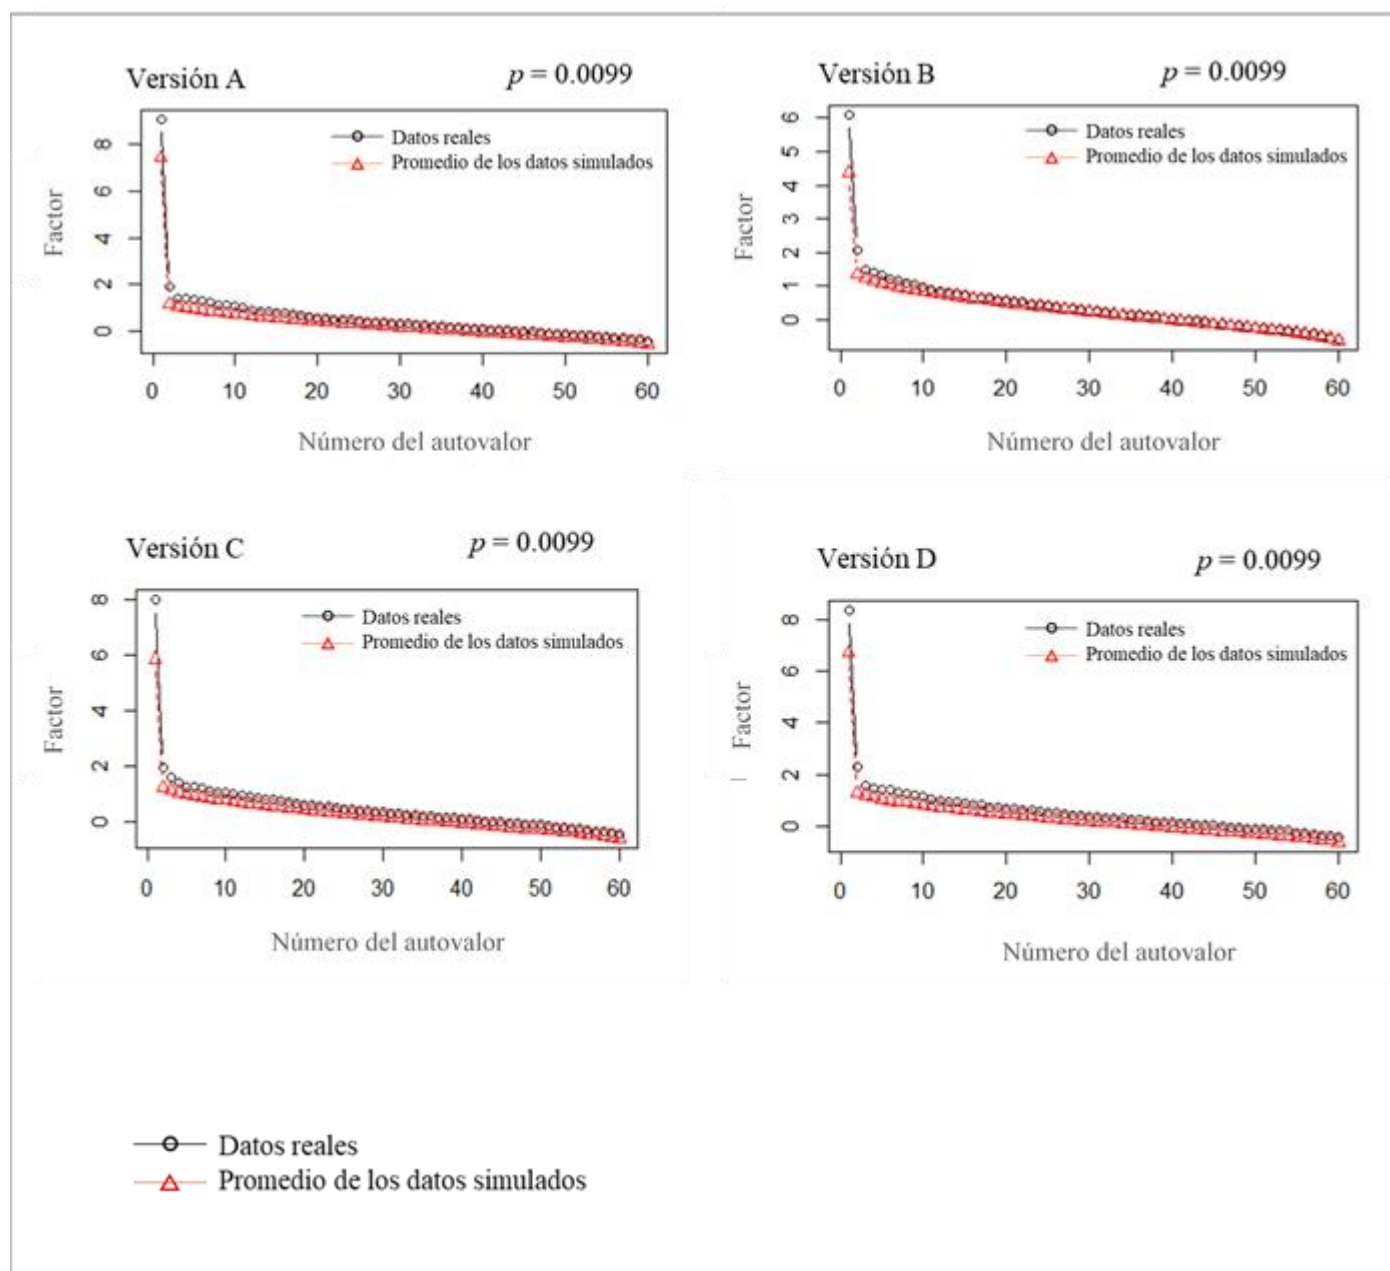 Versión A
p = 0.0099
Datos reales
Promedio de los datos simulados
8
6
4
2
0
Factor
0 10 20 30 40 50 60
Número del autovalor
Versión B
p = 0.0099
Datos reales
Promedio de los datos simulados
6
5
4
3
2
1
0
Factor
0 10 20 30 40 50 60
Número del autovalor
Versión C
p = 0.0099
Datos reales
Promedio de los datos simulados
8
6
4
2
0
Factor
0 10 20 30 40 50 60
Número del autovalor
Versión D
p = 0.0099
Datos reales
Promedio de los datos simulados
8
6
4
2
0
Factor
0 10 20 30 40 50 60
Número del autovalor
Datos reales
Promedio de los datos simulados